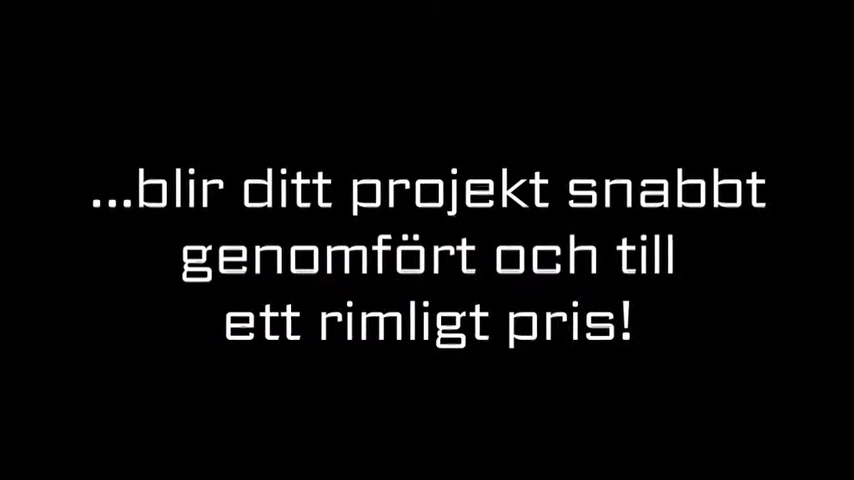 ...blir ditt projekt snabbt
genomfört och till
ett rimligt pris!